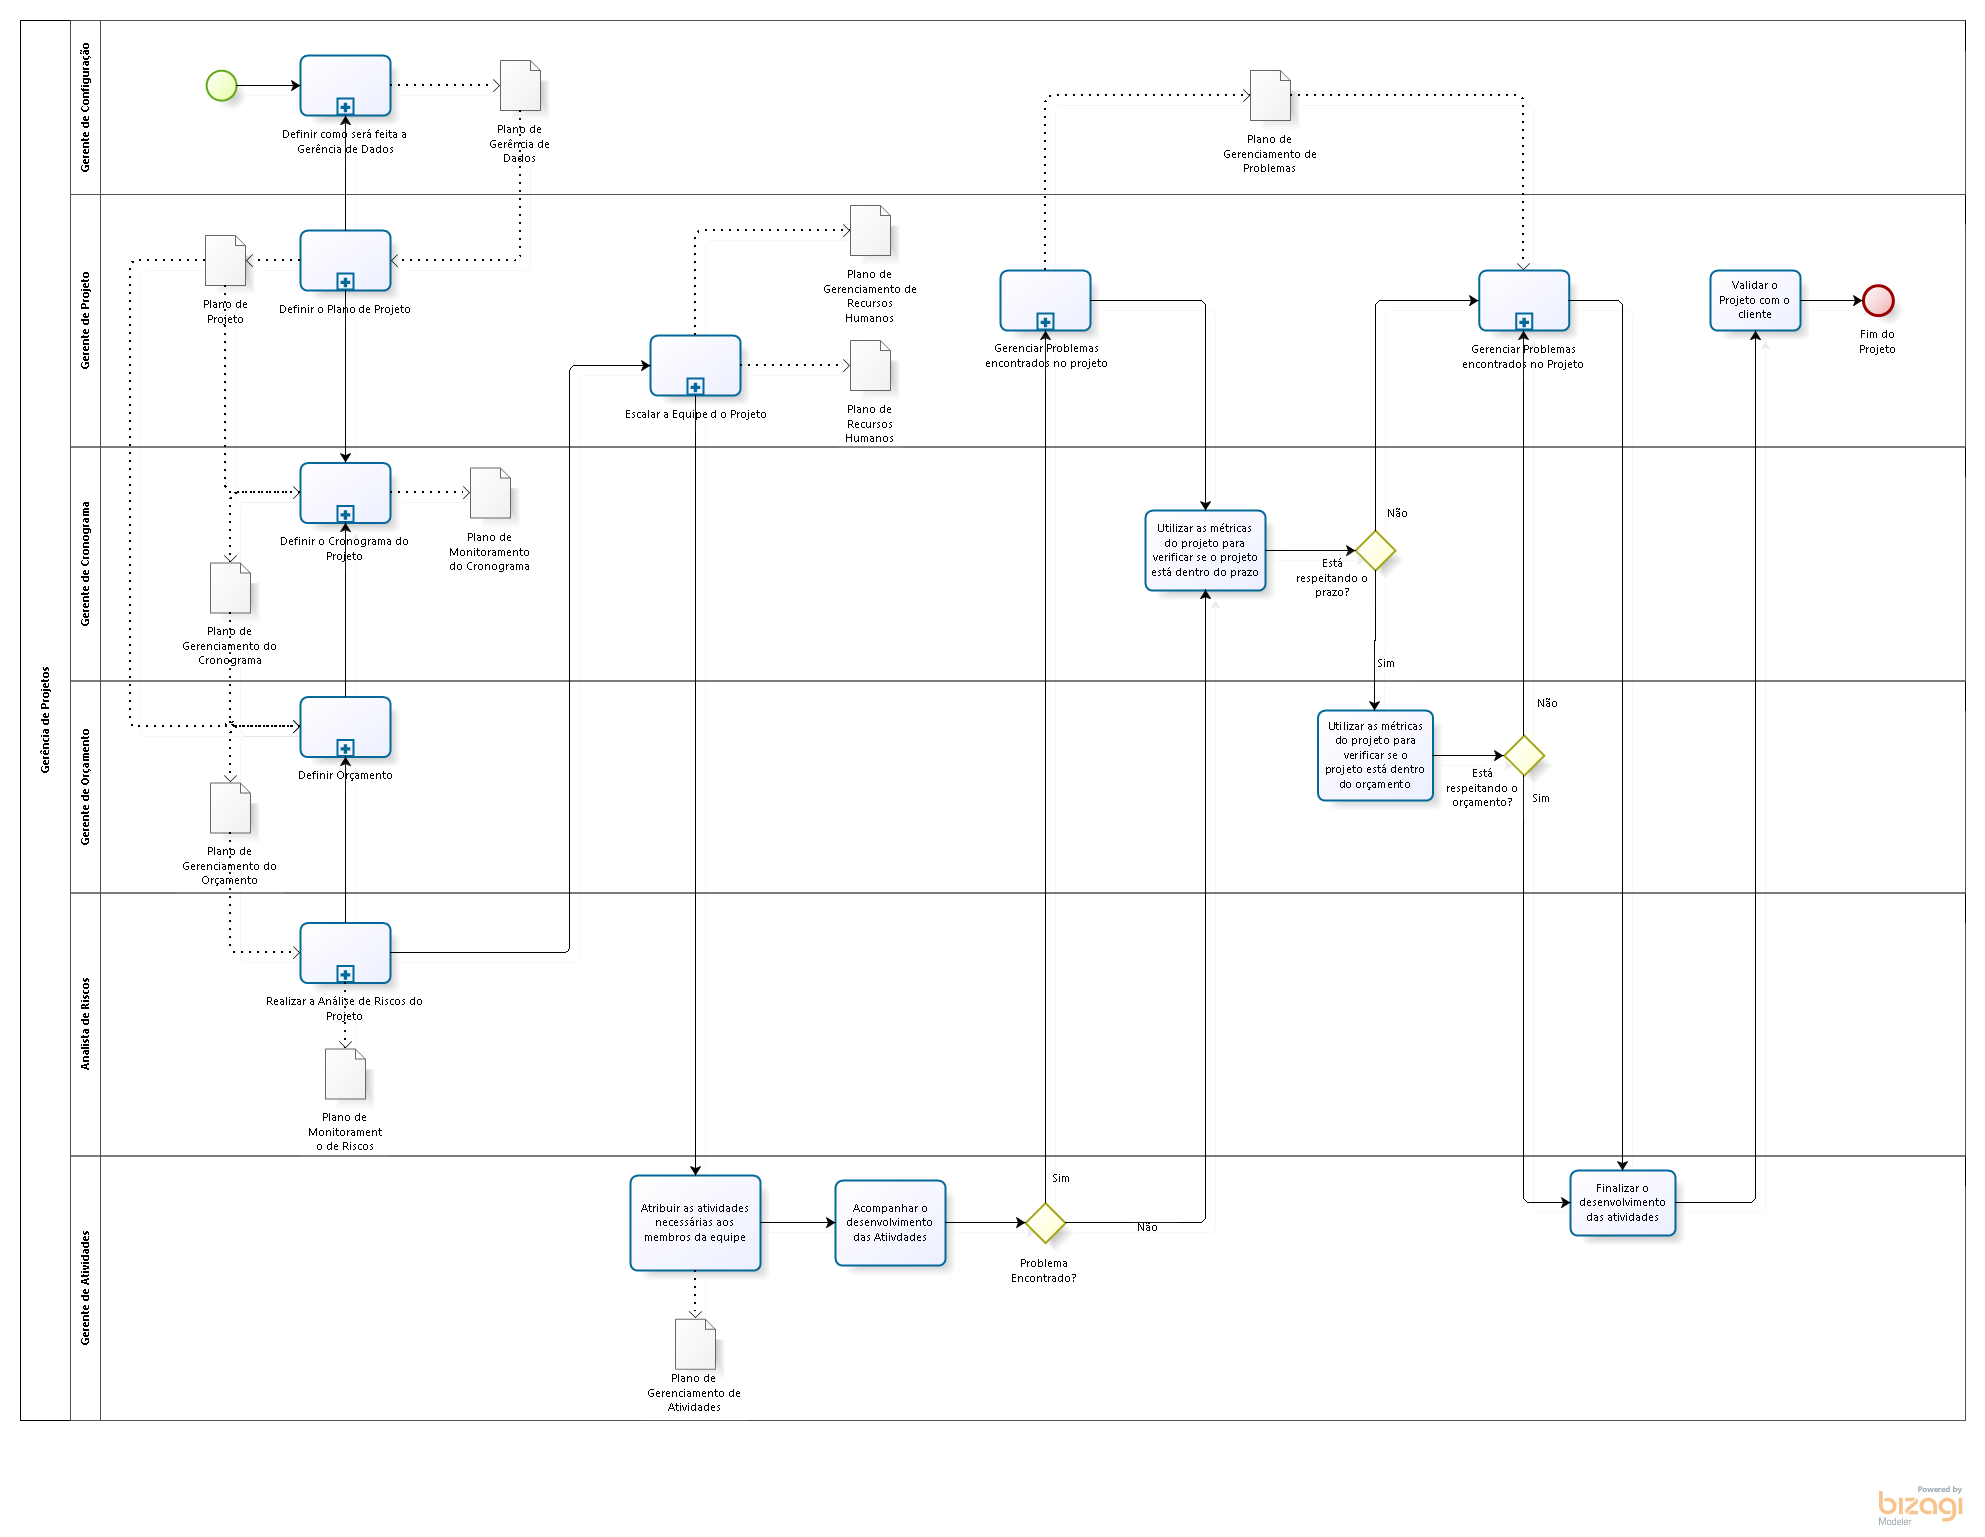 Gerência de Projetos
Gerente de Configuração
Definir como será feita a
Gerência de Dados
Plano de
Gerência de
Dados
Plano de
Gerenciamento de
Problemas
Gerente de Projeto
Plano de
Projeto
Definir o Plano de Projeto
Plano de
Gerenciamento de
Recursos
Humanos
Escalar a Equipe d o Projeto
Plano de
Recursos
Humanos
Gerenciar Problemas
encontrados no projeto
Gerenciar Problemas
encontrados no Projeto
Validar o
Projeto com o
cliente
Fim do
Projeto
Gerente de Cronograma
Definir o Cronograma do
Projeto
Plano de
Monitoramento
do Cronograma
Plano de
Gerenciamento do
Cronograma
Utilizar as métricas
do projeto para
verificar se o projeto
está dentro do prazo
Está
respeitando o
prazo?
Não
Sim
Gerente de Orçamento
Definir Orçamento
Plano de
Gerenciamento do
Orçamento
Utilizar as métricas
do projeto para
verificar se o
projeto está dentro
do orçamento
Está
respeitando o
orçamento?
Não
Sim
Analista de Riscos
Realizar a Análise de Riscos do
Projeto
Plano de
Monitorament
o de Riscos
Gerente de Atividades
Atribuir as atividades
necessárias aos
membros da equipe
Acompanhar o
desenvolvimento
das Atiivdades
Sim
Não
Problema
Encontrado?
Finalizar o
desenvolvimento
das atividades
Plano de
Gerenciamento de
Atividades
Powered by
bizagi
Modeler